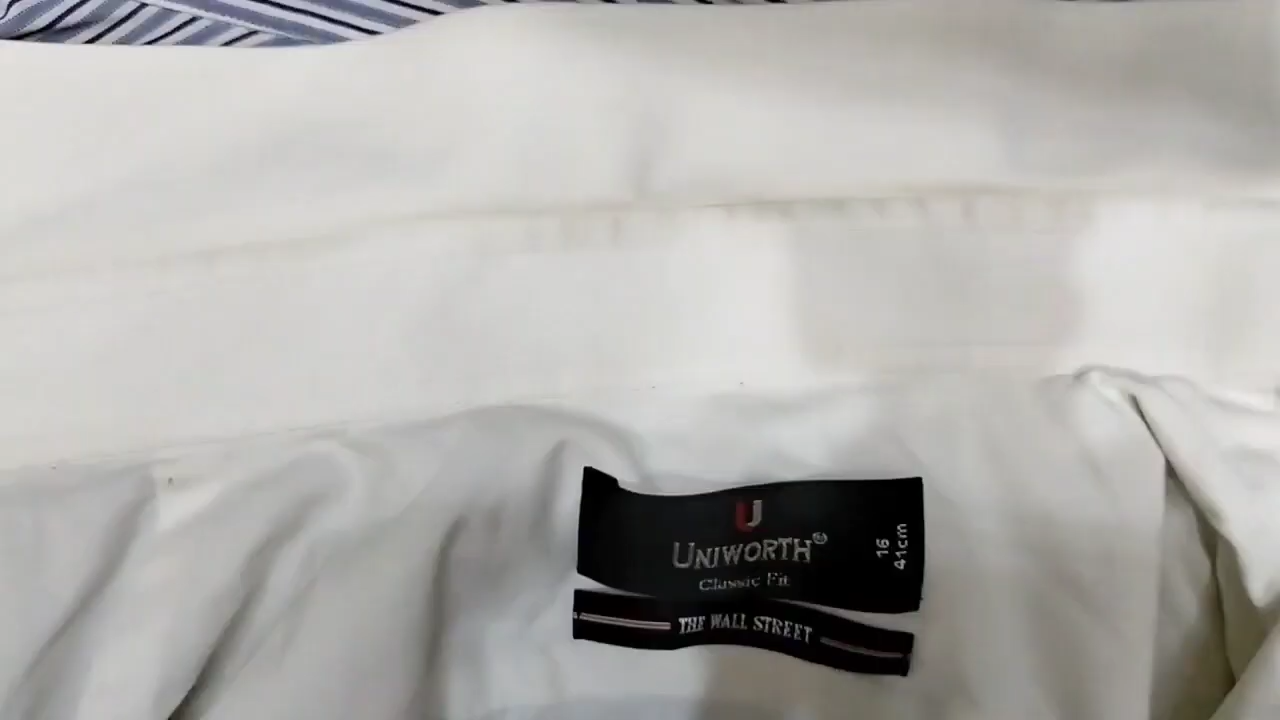 U
UNIWORTH®
Classic Fit
16
41cm
THE WALL STREET